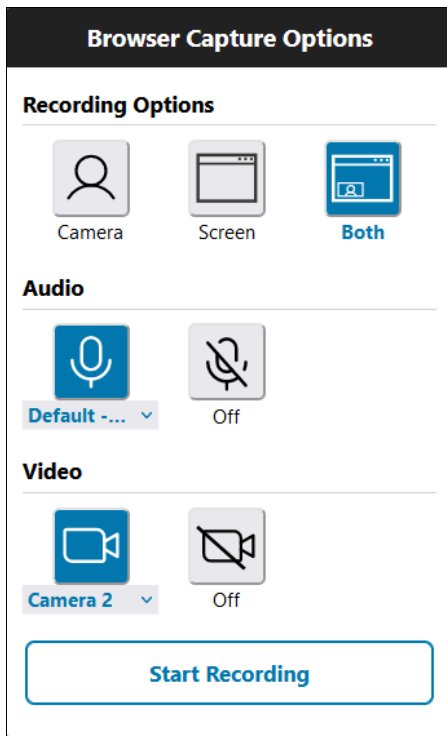 Browser Capture Options
Recording Options
Camera Screen Both
Audio
Default -... Off
Video
Camera 2 Off
Start Recording